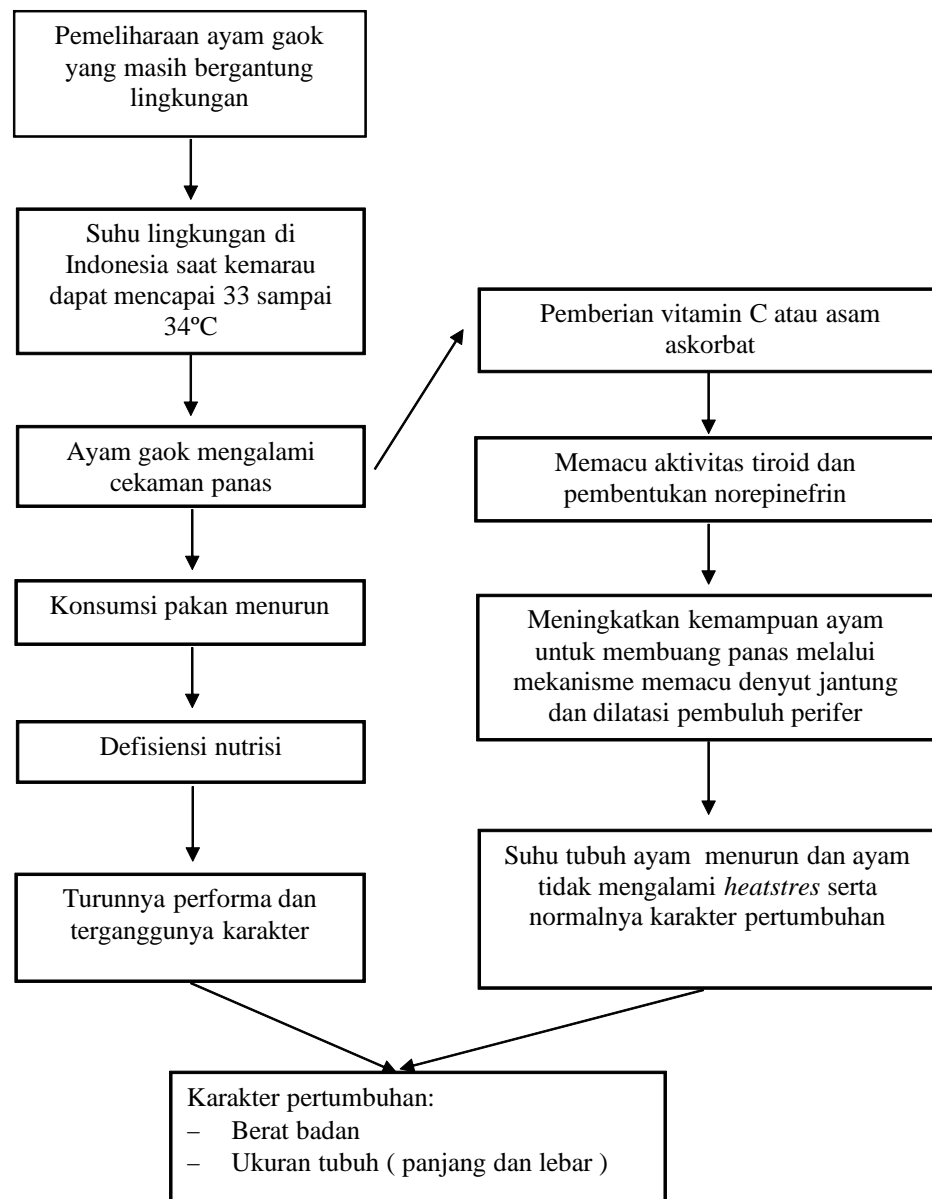 Pemeliharaan ayam gaok
yang masih bergantung
lingkungan
Suhu lingkungan di
Indonesia saat kemarau
dapat mencapai 33 sampai
34ºC
Ayam gaok mengalami
cekaman panas
Konsumsi pakan menurun
Defisiensi nutrisi
Turunnya performa dan
terganggunya karakter
Pemberian vitamin C atau asam
askorbat
Memacu aktivitas tiroid dan
pembentukan norepinefrin
Meningkatkan kemampuan ayam
untuk membuang panas melalui
mekanisme memacu denyut jantung
dan dilatasi pembuluh perifer
Suhu tubuh ayam menurun dan ayam
tidak mengalami heatstres serta
normalnya karakter pertumbuhan
Karakter pertumbuhan:
– Berat badan
– Ukuran tubuh ( panjang dan lebar )